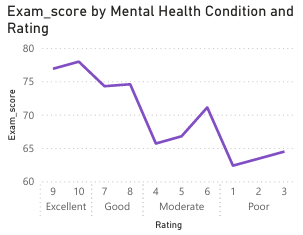 Exam_score by Mental Health Condition and
Rating
80
75
70
65
60
Exam_score
9 10 7 8 4 5 6 1 2 3
Excellent Good Moderate Poor
Rating